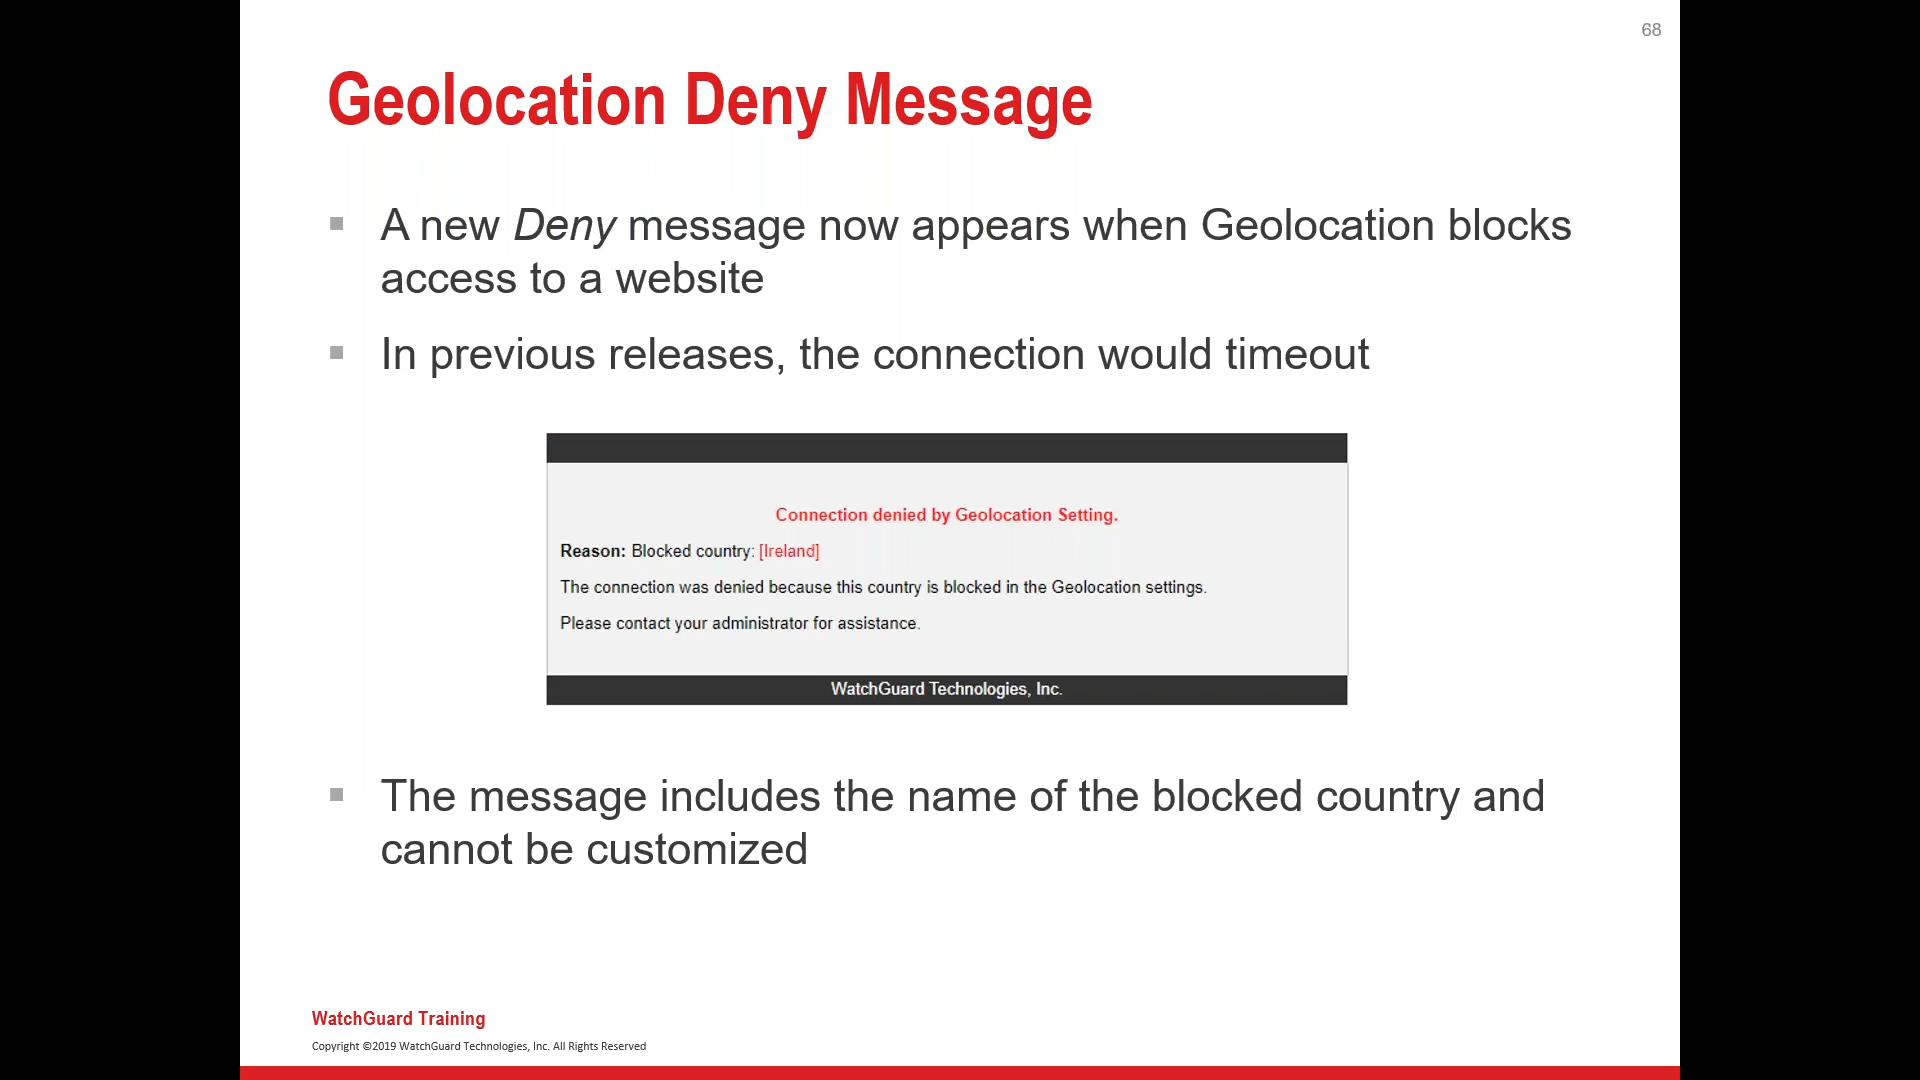 68
Geolocation Deny Message
A new Deny message now appears when Geolocation blocks
access to a website
In previous releases, the connection would timeout
Connection denied by Geolocation Setting.
Reason: Blocked country: [Ireland]
The connection was denied because this country is blocked in the Geolocation settings.
Please contact your administrator for assistance.
WatchGuard Technologies, Inc.
The message includes the name of the blocked country and
cannot be customized
WatchGuard Training
Copyright ©2019 WatchGuard Technologies, Inc. All Rights Reserved